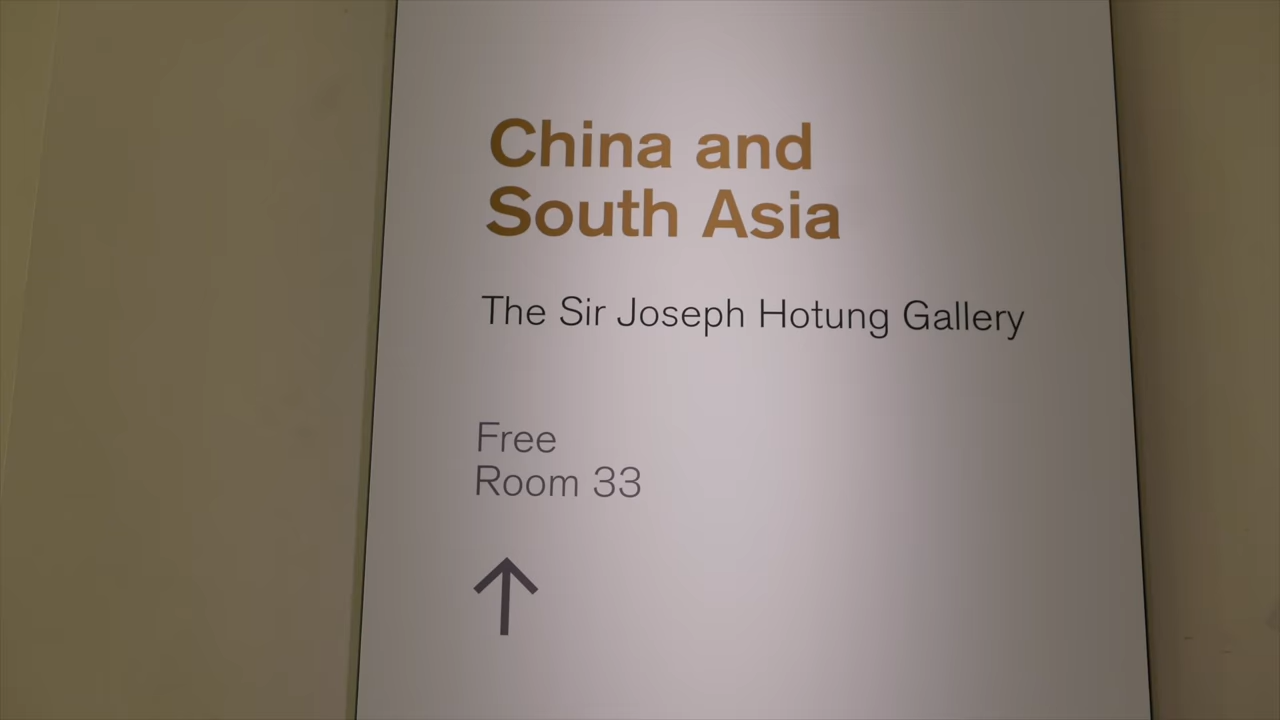 China and
South Asia
The Sir Joseph Hotung Gallery
Free
Room 33